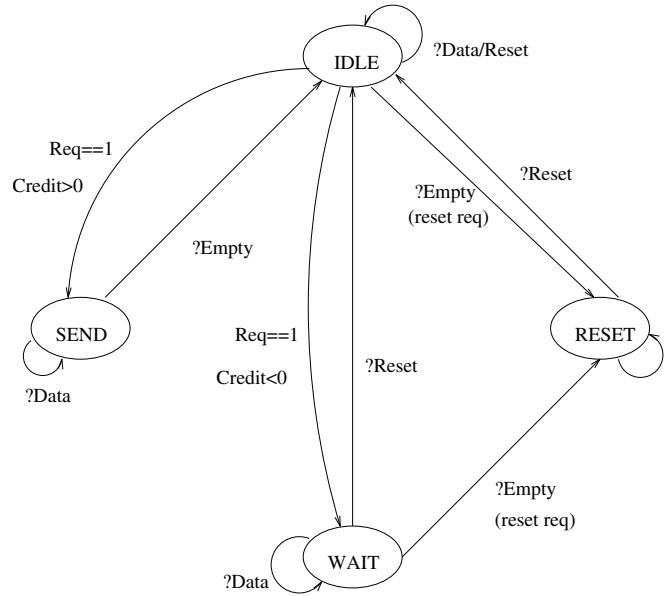 IDLE
?Data/Reset
Req==1
Credit>0
?Reset
?Empty
(reset req)
?Empty
SEND
RESET
Req==1
Credit<0
?Reset
?Data
?Empty
(reset req)
WAIT
?Data